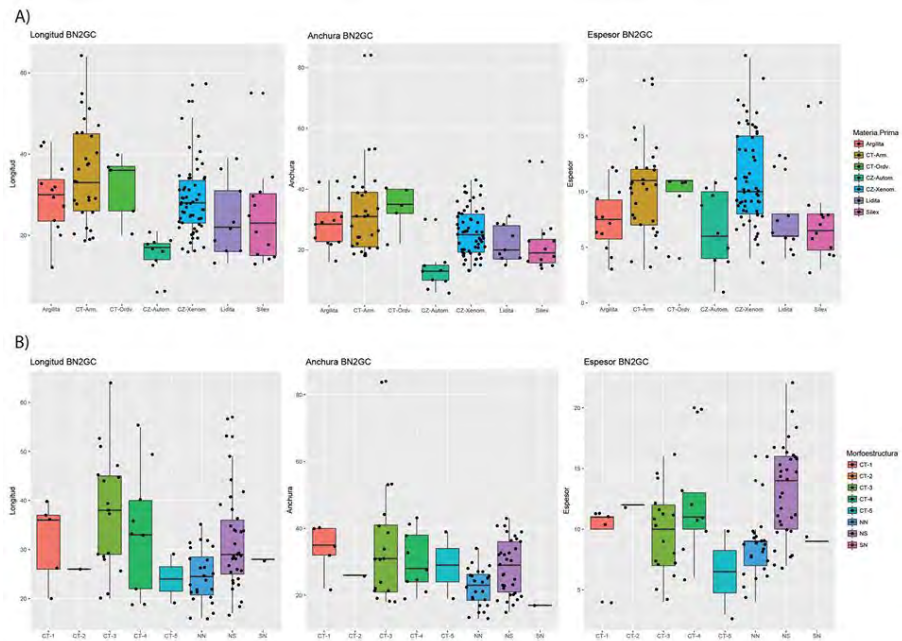 A)
Longitud BN2GC
Anchura BN2GC
Espesor BN2GC
Longitud
60
40
20
Argilita CT-Arm. CT-Ordv. CZ-Autom. CZ-Xenom. Lidita Silex
Anchura
80
60
40
20
Argilita CT-Arm. CT-Ordv. CZ-Autom. CZ-Xenom. Lidita Silex
Espesor
20
15
10
5
0
Argilita CT-Arm CT-Ordv. CZ-Autom. CZ-Xenom. Lidita Silex
Materia.Prima
Argilita
CT-Arm.
CT-Ordv.
CZ-Autom.
CZ-Xenom.
Lidita
Silex
B)
Longitud BN2GC
Anchura BN2GC
Espesor BN2GC
Longitud
60
50
40
30
20
CT-1 CT-2 CT-3 CT-4 CT-5 NN NS SN
Anchura
80
60
40
20
CT-1 CT-2 CT-3 CT-4 CT-5 NN NS SN
Espesor
20
15
10
5
CT-1 CT-2 CT-3 CT-4 CT-5 NN NS SN
Morfoestructura
CT-1
CT-2
CT-3
CT-4
CT-5
NN
NS
SN